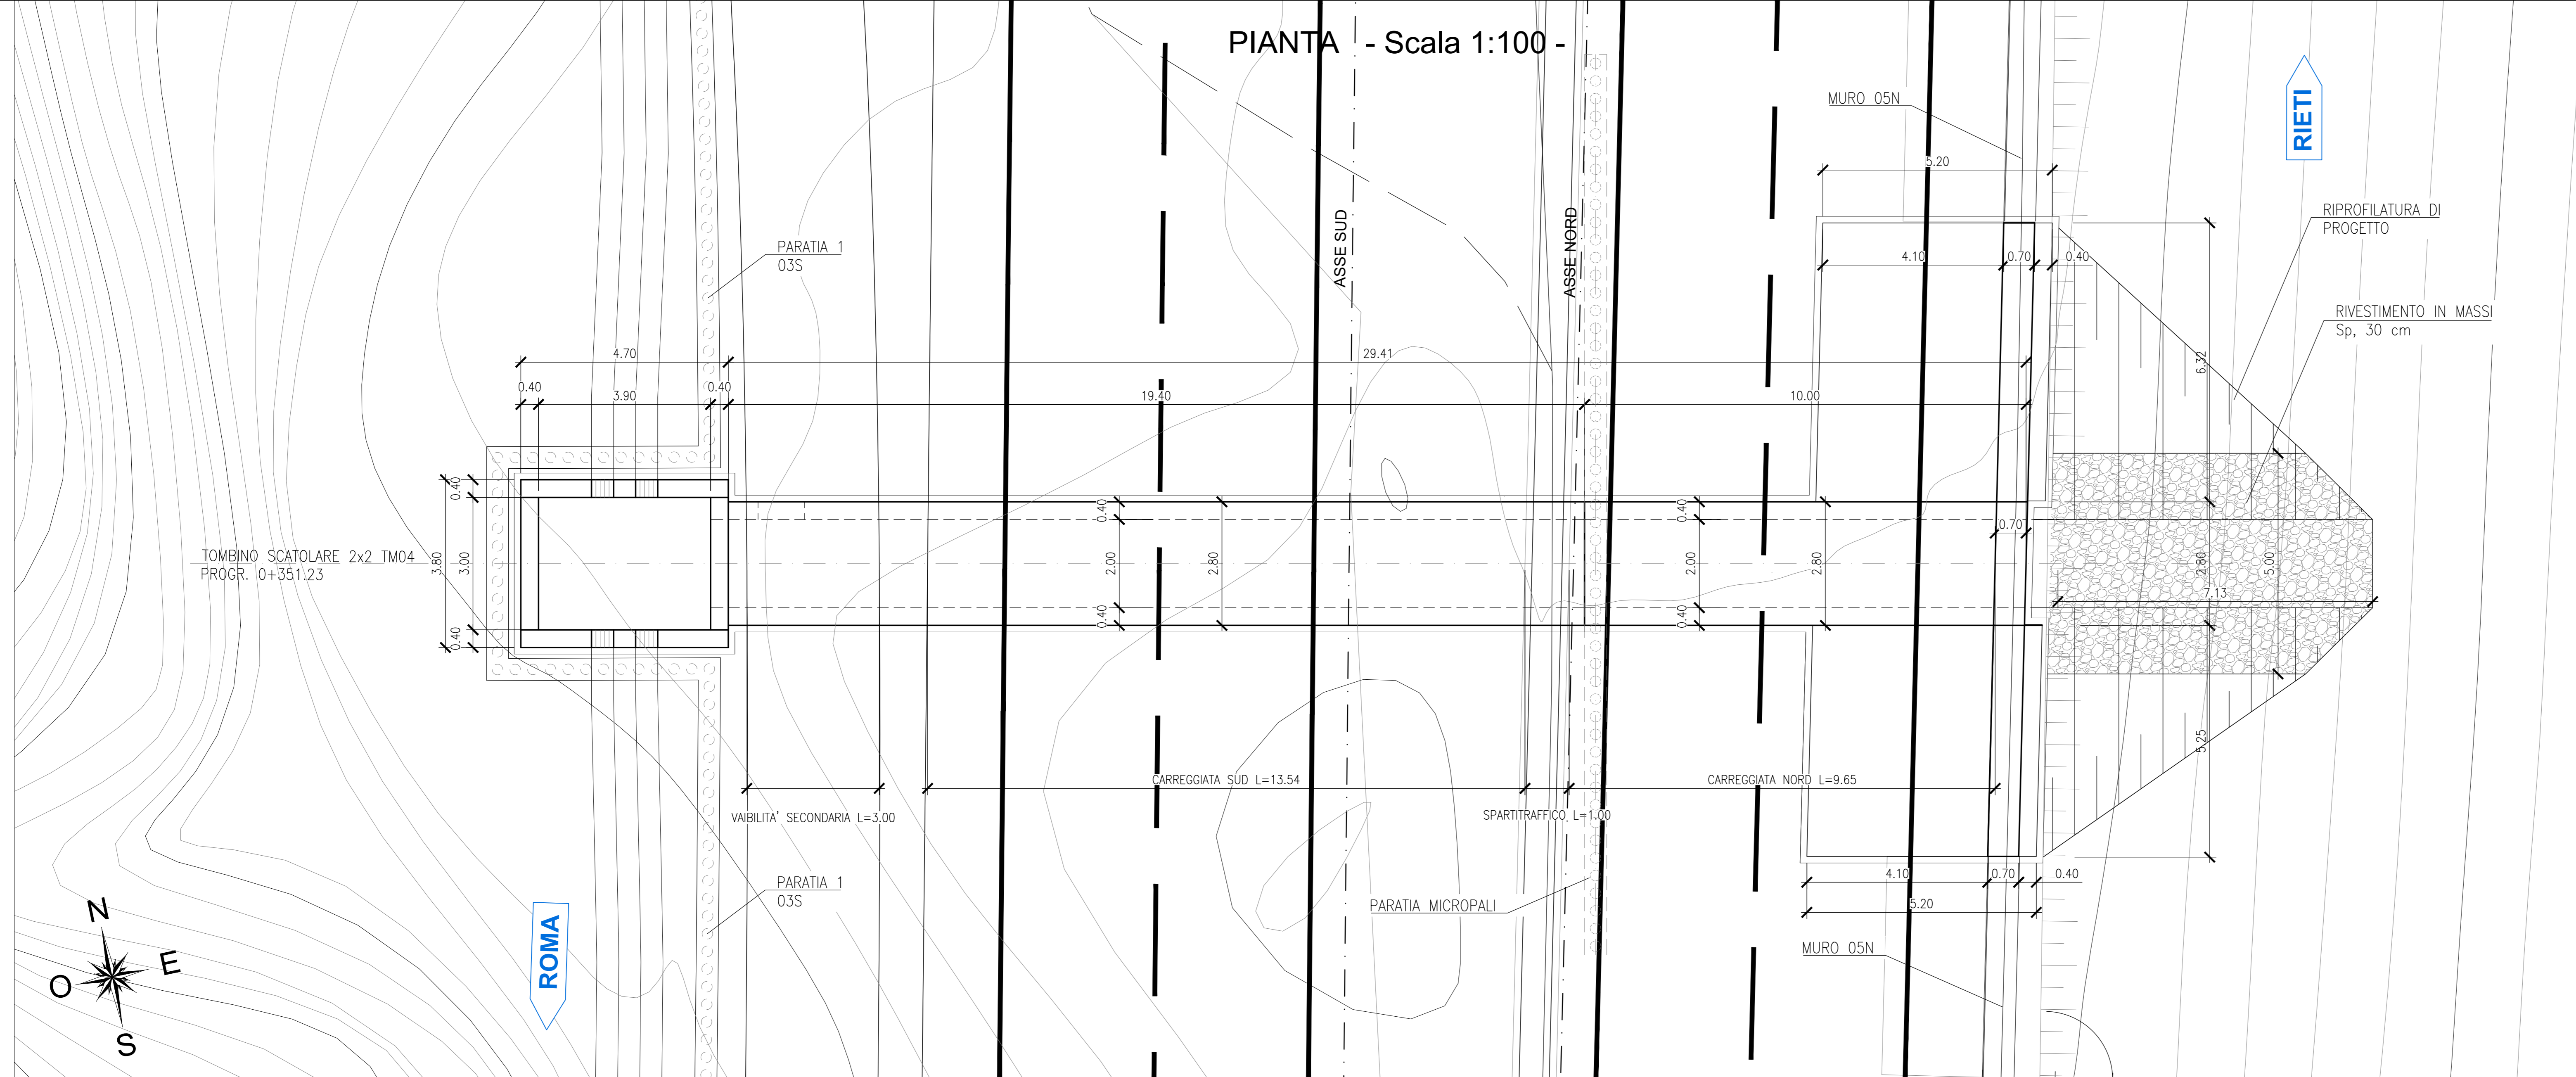 PIANTA - Scala 1:100 -
RIETI
MURO 05N
5.20
RIPROFILATURA DI
PROGETTO
PARATIA 1
03S
ASSE SUD
ASSE NORD
4.10
0.70
0.40
RIVESTIMENTO IN MASSI
Sp, 30 cm
4.70
29.41
6.32
0.40
3.90
0.40
19.40
10.00
0.40
0.40
0.40
0.70
TOMBINO SCATOLARE 2x2 TM04
PROGR. 0+351.23
3.80
3.00
2.00
2.80
2.00
2.80
2.80
5.00
7.13
0.40
0.40
0.40
5.25
CARREGGIATA SUD L=13.54
CARREGGIATA NORD L=9.65
VAIBILITA' SECONDARIA L=3.00
SPARTITRAFFICO L=1.00
PARATIA 1
03S
4.10
0.70
0.40
PARATIA MICROPALI
5.20
MURO 05N
ROMA
N
E
O
S